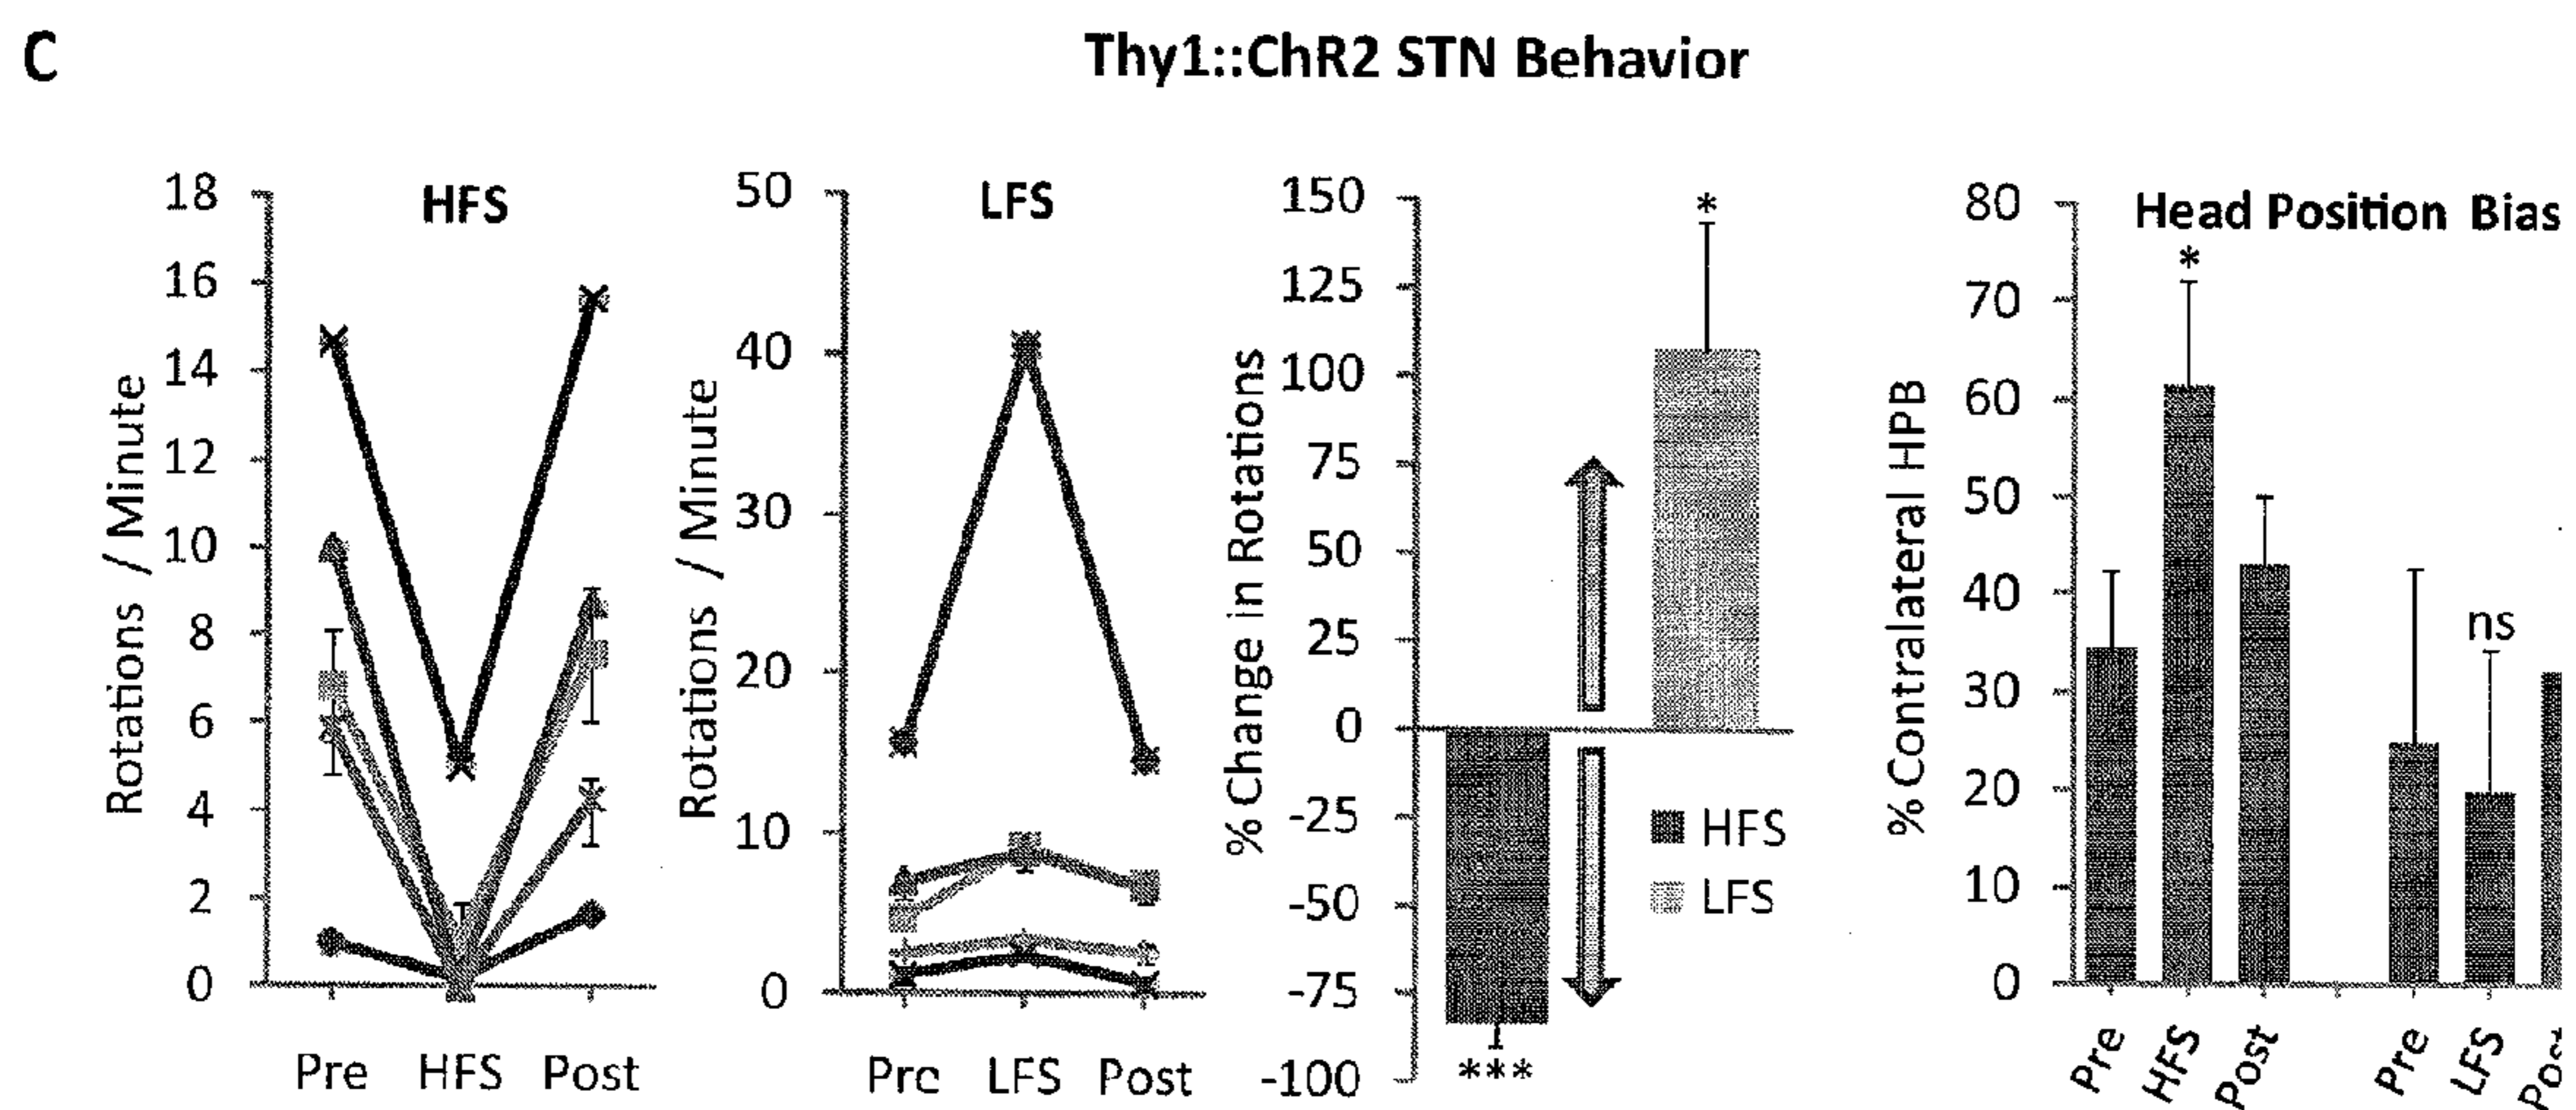 C
Thy1::ChR2 STN Behavior
HFS
Rotations / Minute
18
16
14
12
10
8
6
4
2
0
Pre HFS Post
LFS
Rotations / Minute
50
40
30
20
10
0
Pre LFS Post
% Change in Rotations
150
125
100
75
50
25
0
-25
-50
-75
-100
*
***
HFS
LFS
Head Position Bias
% Contralateral HPB
80
70
60
50
40
30
20
10
0
*
ns
Pre HFS Post Pre LFS Post